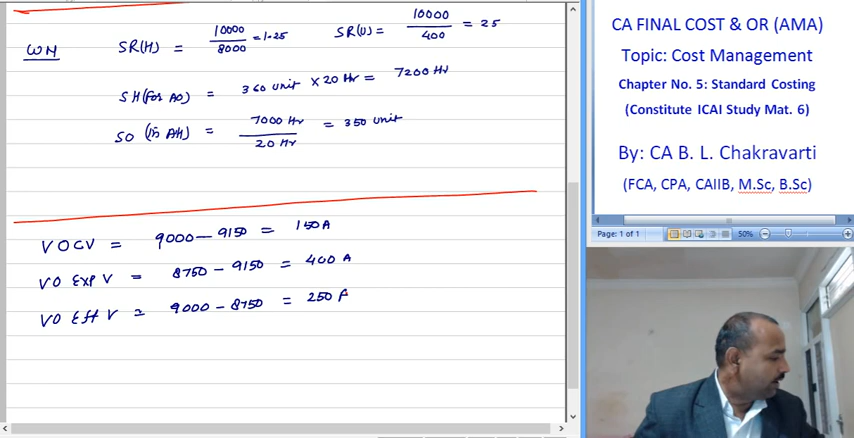 WN SR(H) = 10000/8000 = 1.25 SR(U) = 10000/400 = 25
SH(for AO) = 360 unit × 20 Hr = 7200 Hr
SO (in AH) = 7000 Hr/20 Hr = 350 unit
VOCV = 9000 – 9150 = 150 A
VO Exp V = 8750 – 9150 = 400 A
VO Eff V = 9000 – 8750 = 250 F
CA FINAL COST & OR (AMA)
Topic: Cost Management
Chapter No. 5: Standard Costing
(Constitute ICAI Study Mat. 6)
By: CA B. L. Chakravarti
(FCA, CPA, CAIIB, M.Sc, B.Sc)
Page: 1 of 1 50%